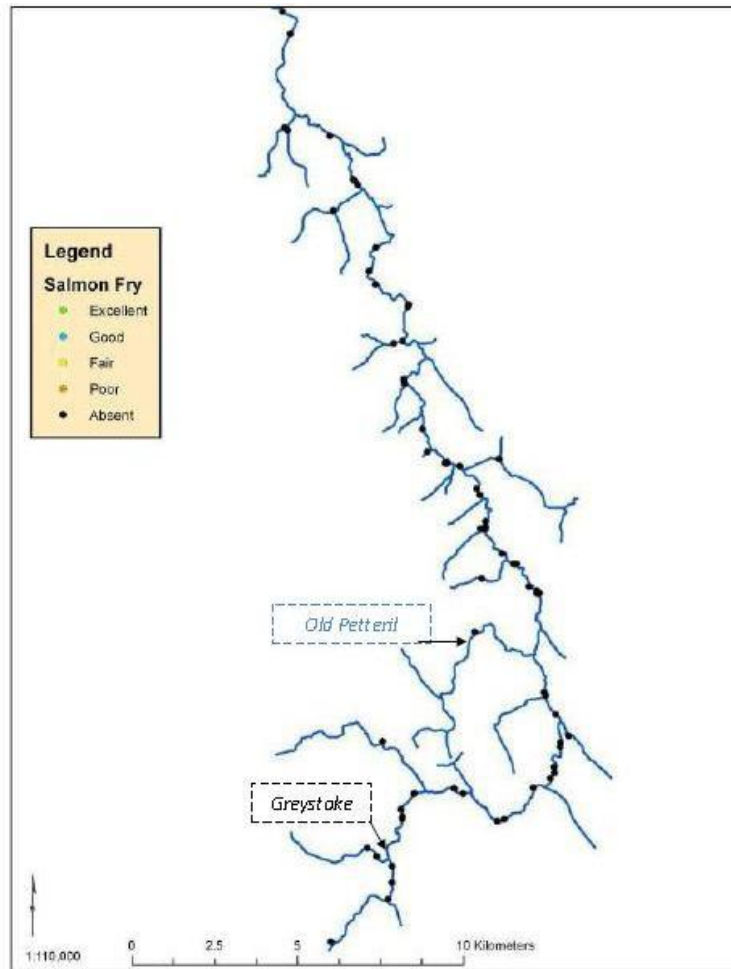 Legend
Salmon Fry
Excellent
Good
Fair
Poor
Absent
Old Petteril
Greystoke
1:110,000
0 2.5 5 10 Kilometers